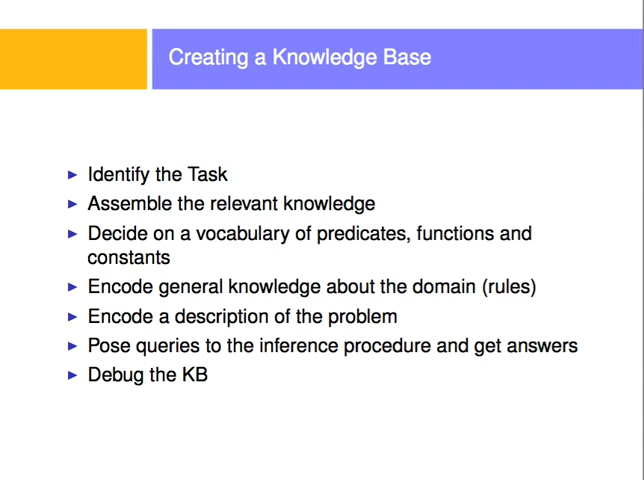 Creating a Knowledge Base
Identify the Task
Assemble the relevant knowledge
Decide on a vocabulary of predicates, functions and
constants
Encode general knowledge about the domain (rules)
Encode a description of the problem
Pose queries to the inference procedure and get answers
Debug the KB